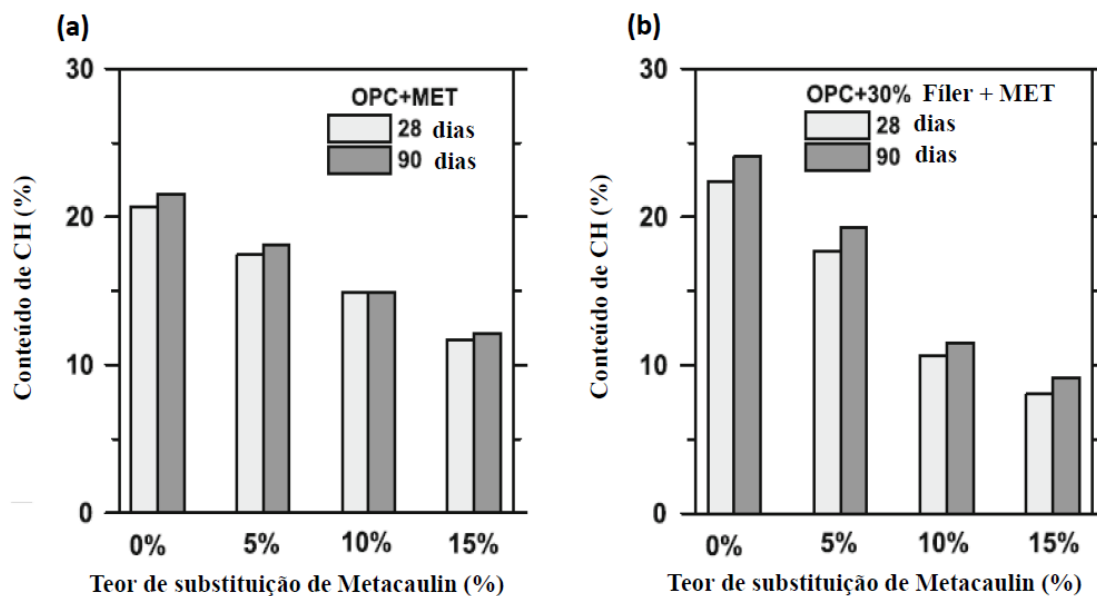 (a)
30
20
10
0
Conteúdo de CH (%)
OPC+MET
28 dias
90 dias
0% 5% 10% 15%
Teor de substituição de Metacaulin (%)
(b)
30
20
10
0
Conteúdo de CH (%)
OPC+30% Fíler + MET
28 dias
90 dias
0% 5% 10% 15%
Teor de substituição de Metacaulin (%)